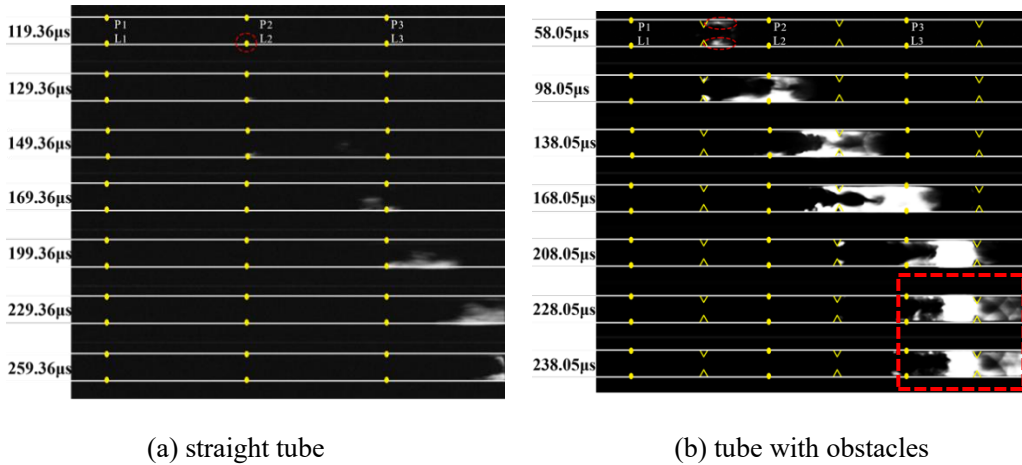 119.36μs
P1 P2 P3
L1 L2 L3
129.36μs
149.36μs
169.36μs
199.36μs
229.36μs
259.36μs
(a) straight tube
58.05μs
P1 P2 P3
L1 L2 L3
98.05μs
138.05μs
168.05μs
208.05μs
228.05μs
238.05μs
(b) tube with obstacles